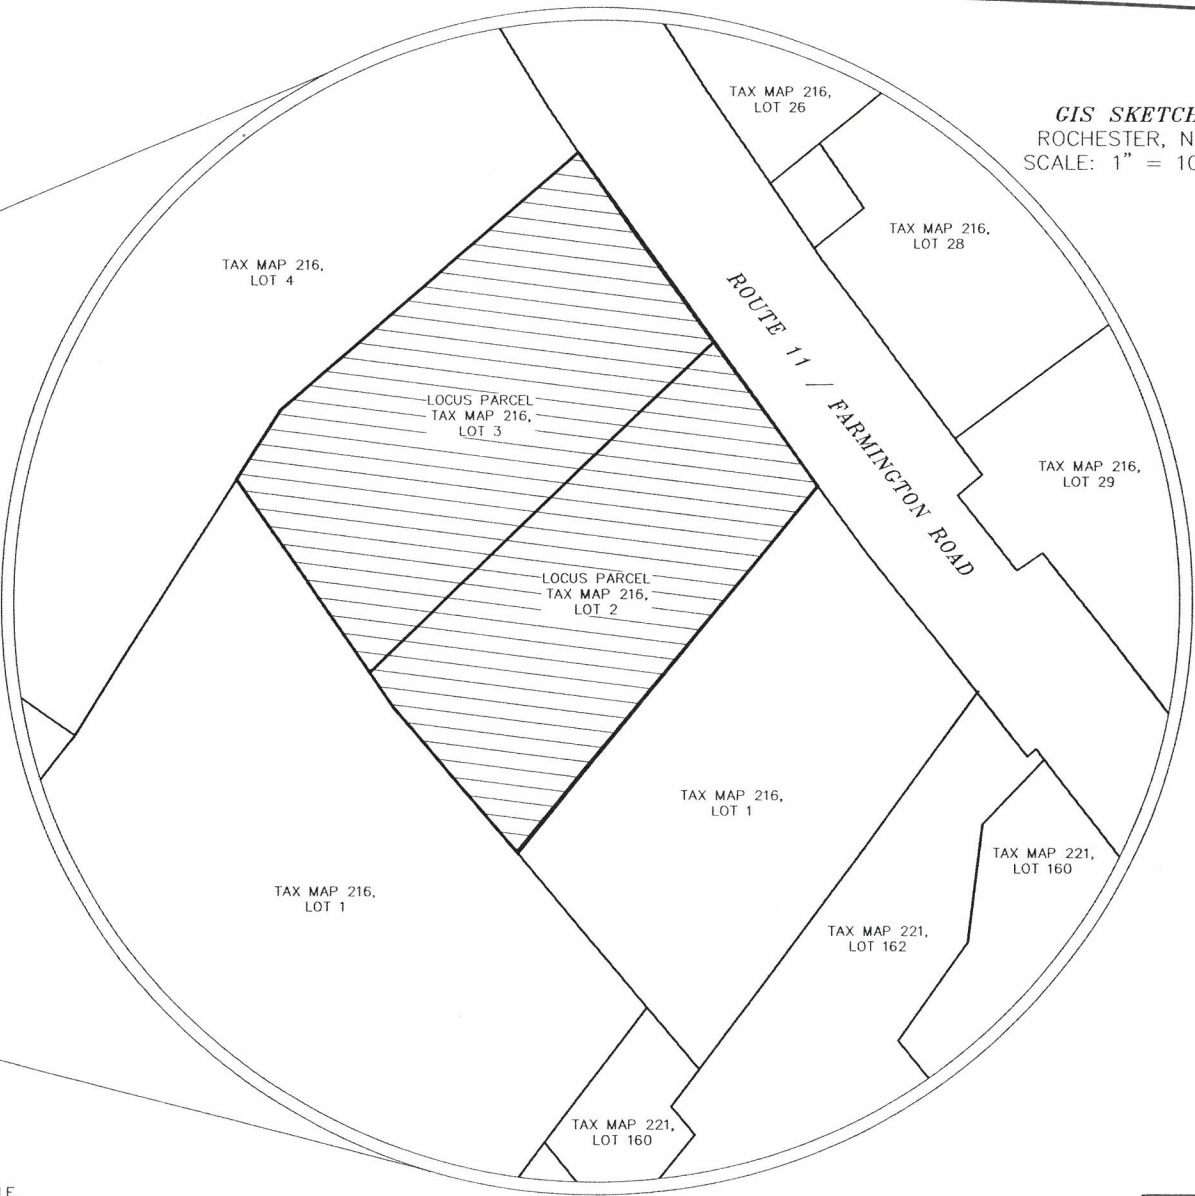 TAX MAP 216,
LOT 26
GIS SKETCH
ROCHESTER, N
SCALE: 1" = 10
TAX MAP 216,
LOT 28
TAX MAP 216,
LOT 4
ROUTE 11 / FARMINGTON ROAD
LOCUS PARCEL
TAX MAP 216,
LOT 3
TAX MAP 216,
LOT 29
LOCUS PARCEL
TAX MAP 216,
LOT 2
TAX MAP 216,
LOT 1
TAX MAP 221,
LOT 160
TAX MAP 216,
LOT 1
TAX MAP 221,
LOT 162
TAX MAP 221,
LOT 160